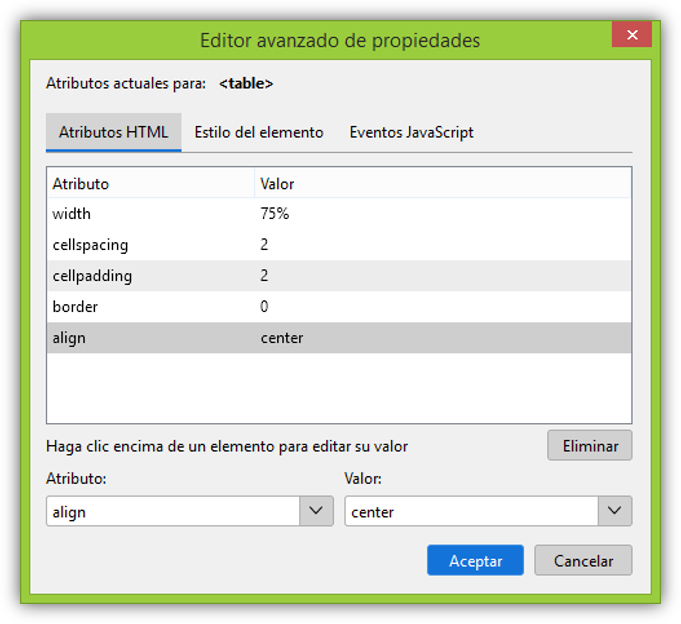 Editor avanzado de propiedades
Atributos actuales para: <table>
Atributos HTML Estilo del elemento Eventos JavaScript
Atributo Valor
width 75%
cellspacing 2
cellpadding 2
border 0
align center
Haga clic encima de un elemento para editar su valor Eliminar
Atributo: Valor:
align center
Aceptar Cancelar